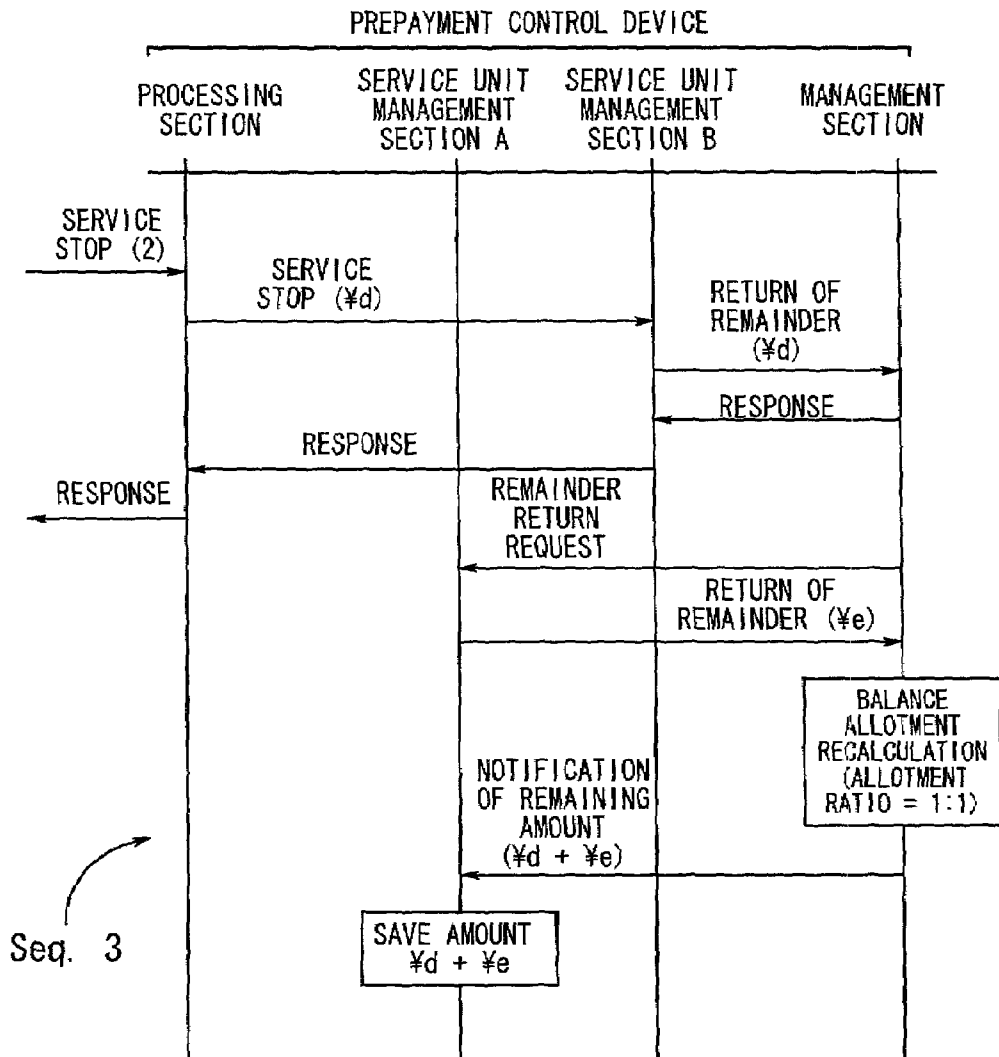 PREPAYMENT CONTROL DEVICE
PROCESSING
SECTION
SERVICE UNIT
MANAGEMENT
SECTION A
SERVICE UNIT
MANAGEMENT
SECTION B
MANAGEMENT
SECTION
SERVICE
STOP (2)
SERVICE
STOP (¥d)
RETURN OF
REMAINDER
(¥d)
RESPONSE
RESPONSE
RESPONSE
REMAINDER
RETURN
REQUEST
RETURN OF
REMAINDER (¥e)
BALANCE
ALLOTMENT
RECALCULATION
(ALLOTMENT
RATIO = 1:1)
NOTIFICATION
OF REMAINING
AMOUNT
(¥d + ¥e)
SAVE AMOUNT
¥d + ¥e
Seq. 3